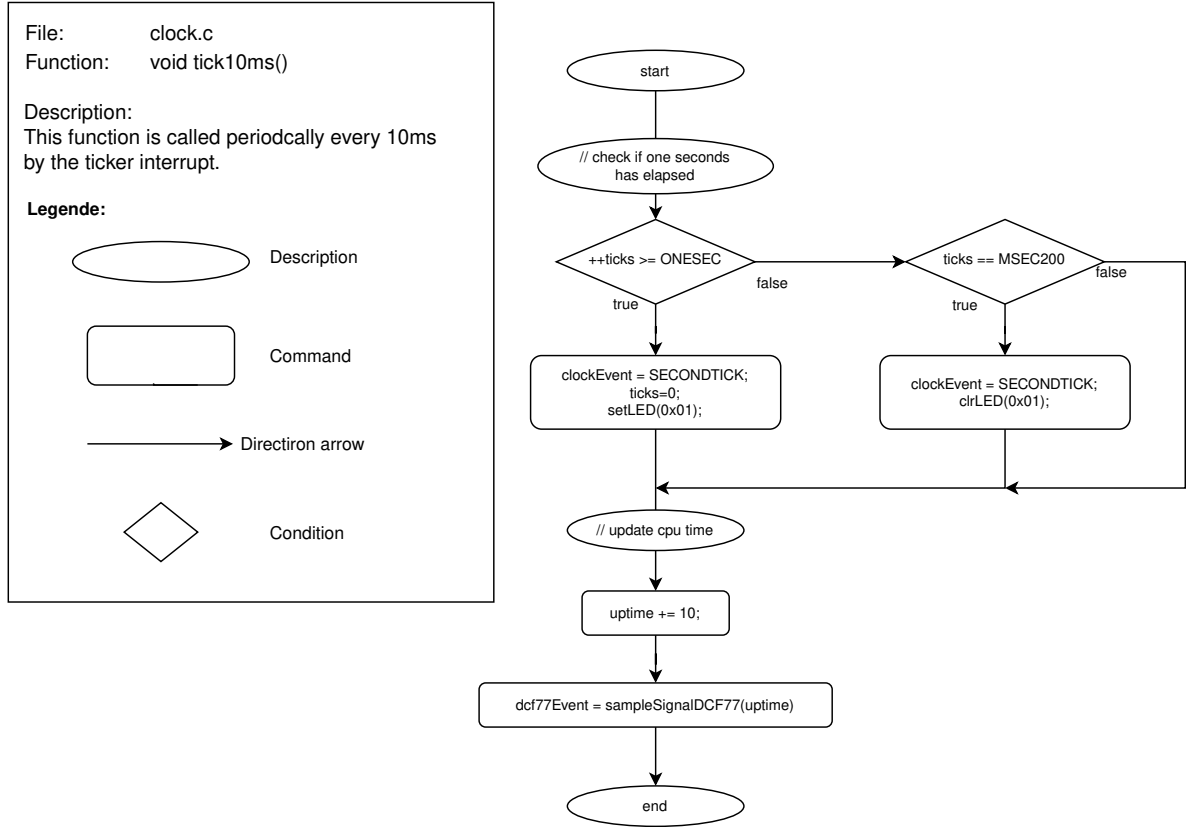 File: clock.c
Function: void tick10ms()
Description:
This function is called periodcally every 10ms
by the ticker interrupt.
Legende:
Description
Command
Directiron arrow
Condition
start
// check if one seconds
has elapsed
++ticks >= ONESEC
false
true
ticks == MSEC200
false
true
clockEvent = SECONDTICK;
ticks=0;
setLED(0x01);
clockEvent = SECONDTICK;
clrLED(0x01);
// update cpu time
uptime += 10;
dcf77Event = sampleSignalDCF77(uptime)
end